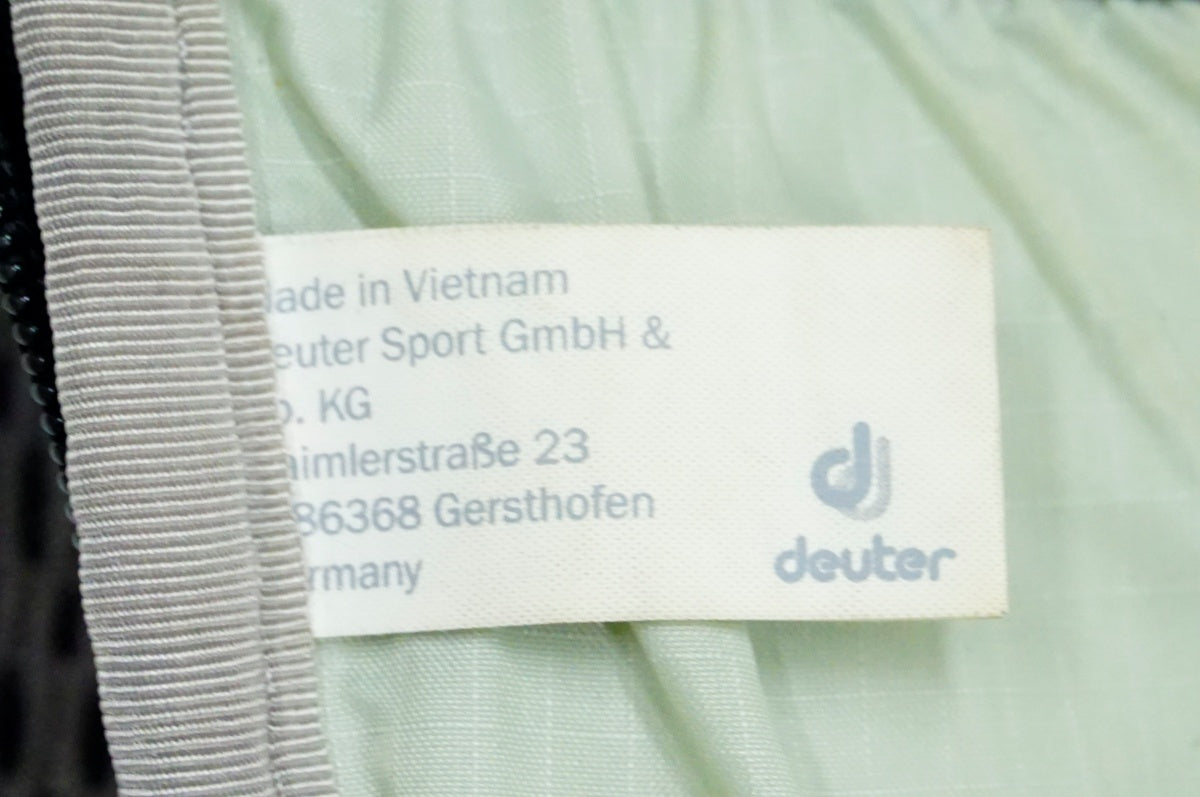 ade in Vietnam
euter Sport GmbH &
o. KG
aimlerstraße 23
86368 Gersthofen
rmany
deuter